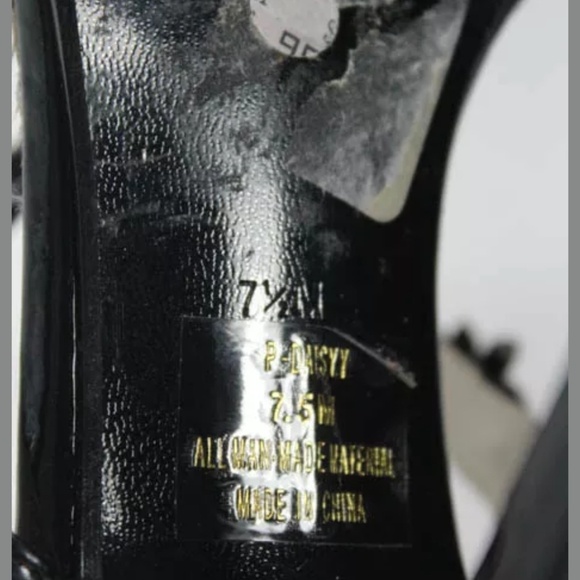 7½M
P-DAISYY
7.5M
ALL MAN-MADE MATERIAL
MADE IN CHINA